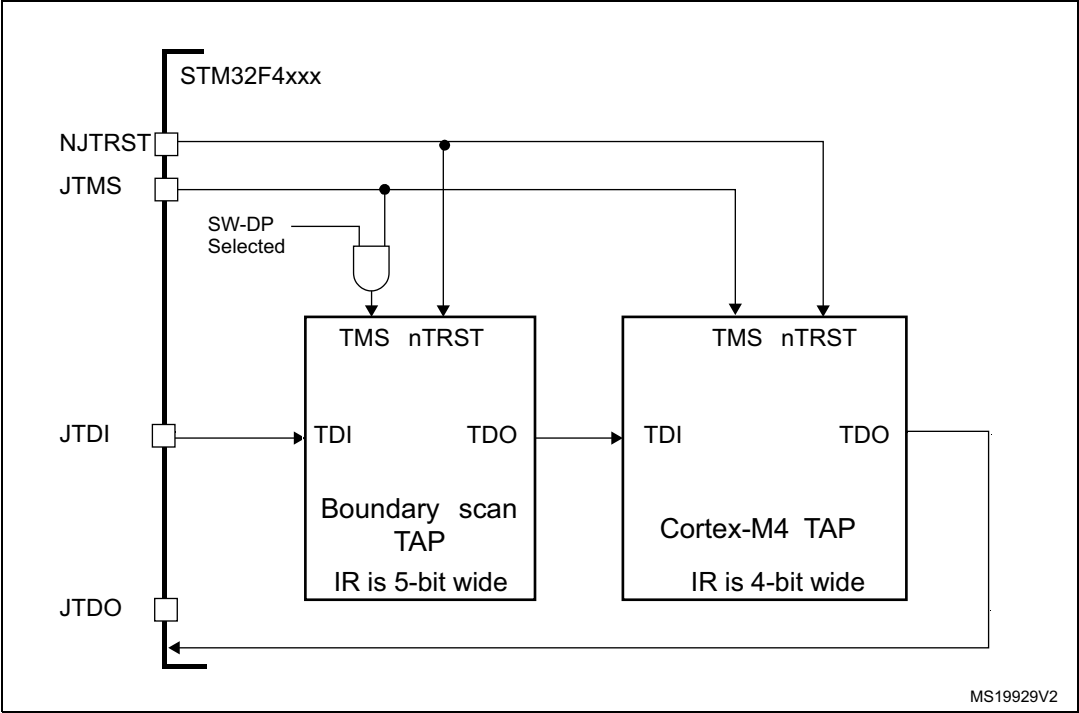 STM32F4xxx
NJTRST
JTMS
SW-DP
Selected
TMS nTRST
TMS nTRST
JTDI
TDI
TDO
TDI
TDO
Boundary scan
TAP
Cortex-M4 TAP
IR is 5-bit wide
IR is 4-bit wide
JTDO
MS19929V2